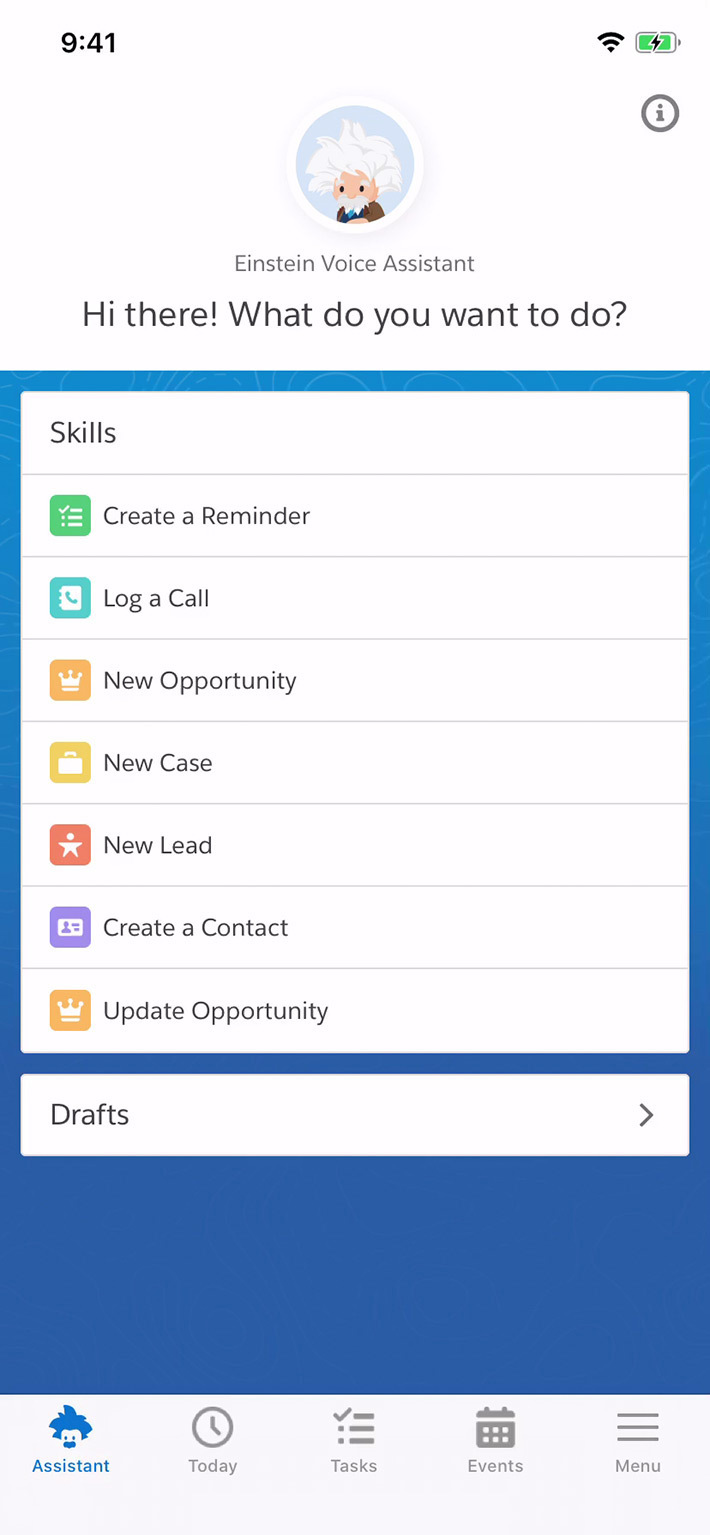 9:41
Einstein Voice Assistant
Hi there! What do you want to do?
Skills
Create a Reminder
Log a Call
New Opportunity
New Case
New Lead
Create a Contact
Update Opportunity
Drafts
Assistant
Today
Tasks
Events
Menu